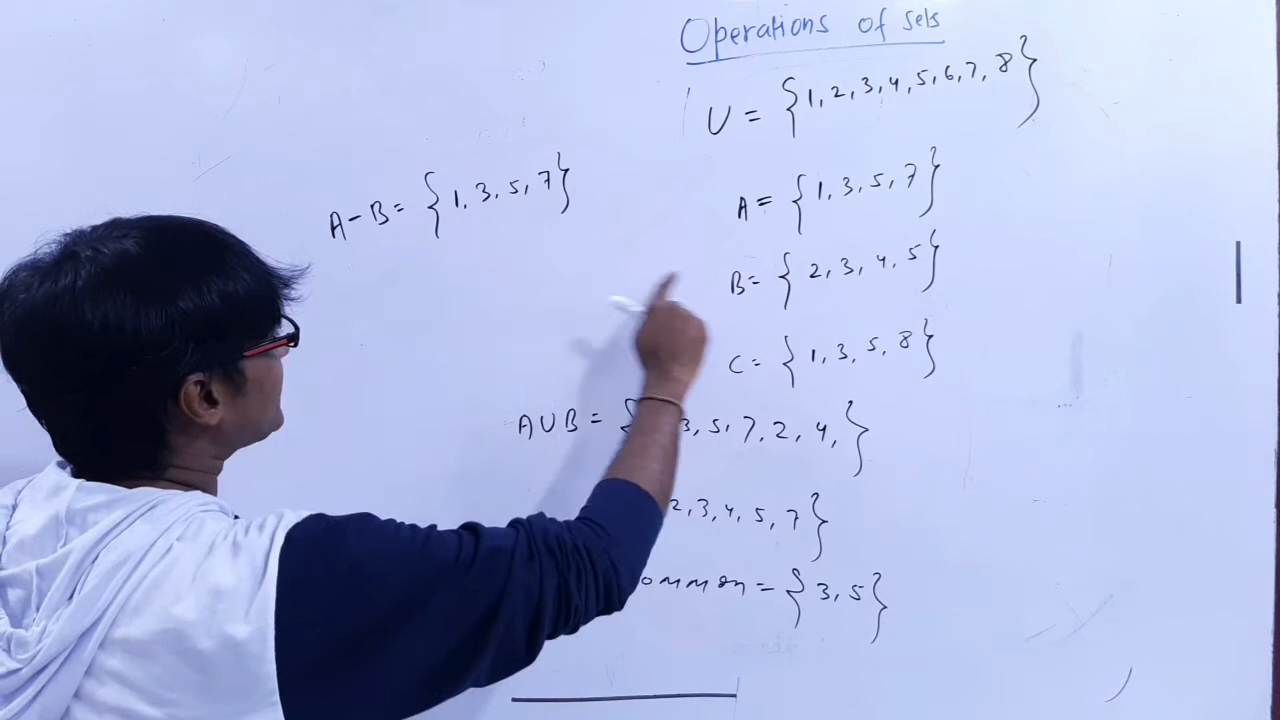 Operations of sets
U = {1, 2, 3, 4, 5, 6, 7, 8}
A - B = {1, 3, 5, 7}
A = {1, 3, 5, 7}
B = {2, 3, 4, 5}
C = {1, 3, 5, 8}
A ∪ B = { 3, 5, 7, 2, 4, }
2, 3, 4, 5, 7}
ommon = {3, 5}